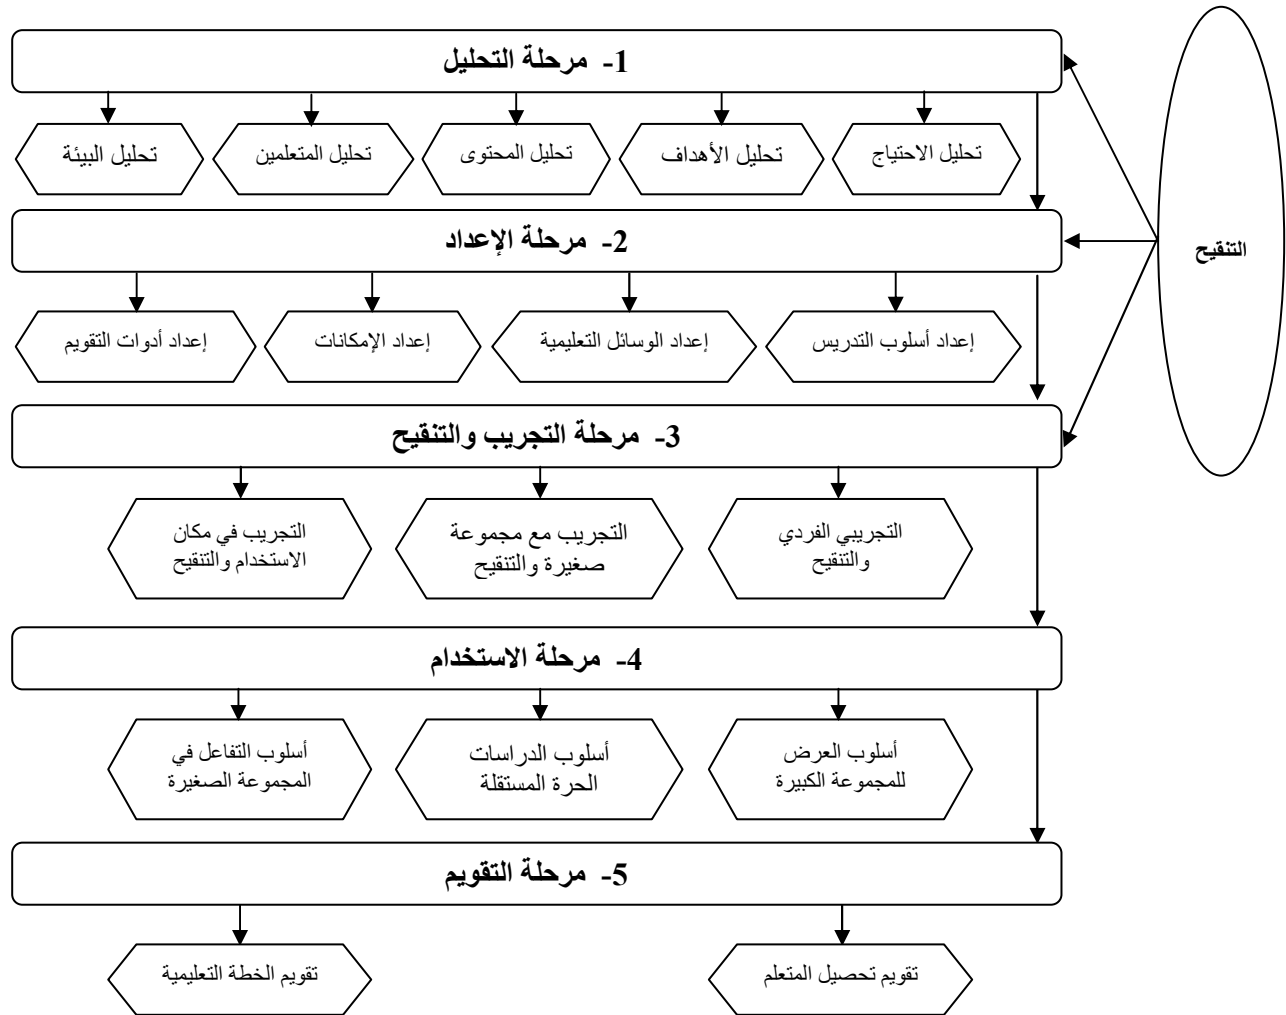 1- مرحلة التحليل
تحليل الاحتياج
تحليل الأهداف
تحليل المحتوى
تحليل المتعلمين
تحليل البيئة
2- مرحلة الإعداد
التنقيح
إعداد أسلوب التدريس
إعداد الوسائل التعليمية
إعداد الإمكانات
إعداد أدوات التقويم
3- مرحلة التجريب والتنقيح
التجريبي الفردي
والتنقيح
التجريب مع مجموعة
صغيرة والتنقيح
التجريب في مكان
الاستخدام والتنقيح
4- مرحلة الاستخدام
أسلوب العرض
للمجموعة الكبيرة
أسلوب الدراسات
الحرة المستقلة
أسلوب التفاعل في
المجموعة الصغيرة
5- مرحلة التقويم
تقويم تحصيل المتعلم
تقويم الخطة التعليمية